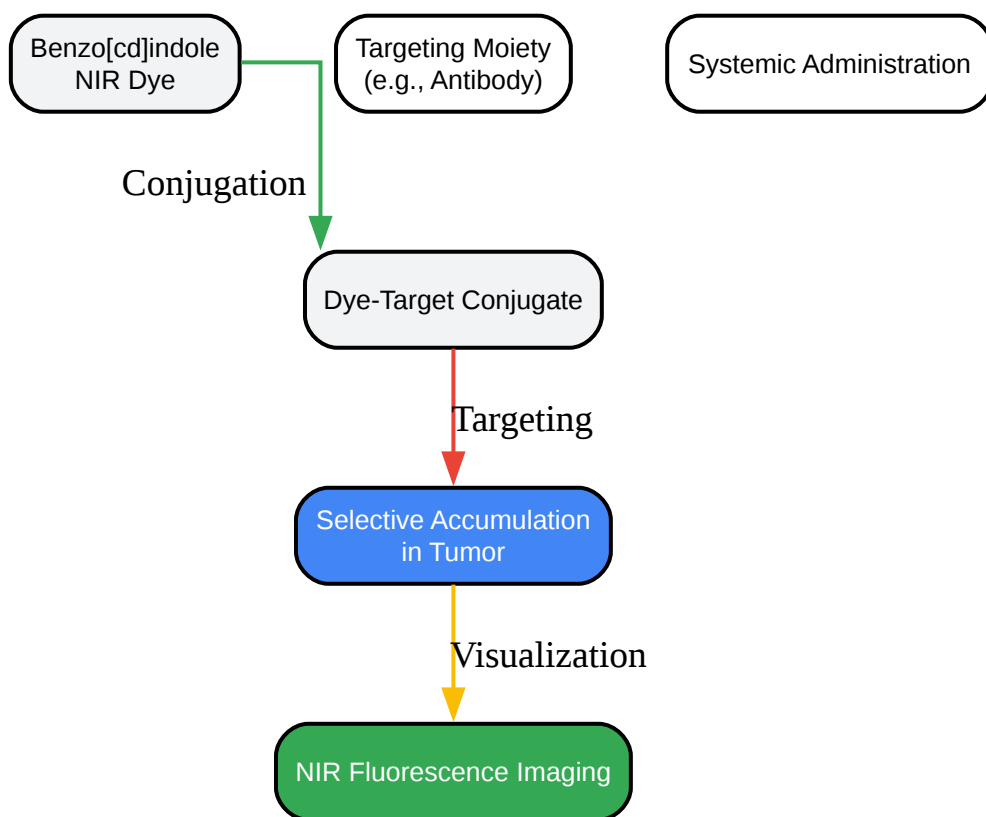 Benzo[cd]indole
NIR Dye
Targeting Moiety
(e.g., Antibody)
Systemic Administration
Conjugation
Dye-Target Conjugate
Targeting
Selective Accumulation
in Tumor
Visualization
NIR Fluorescence Imaging